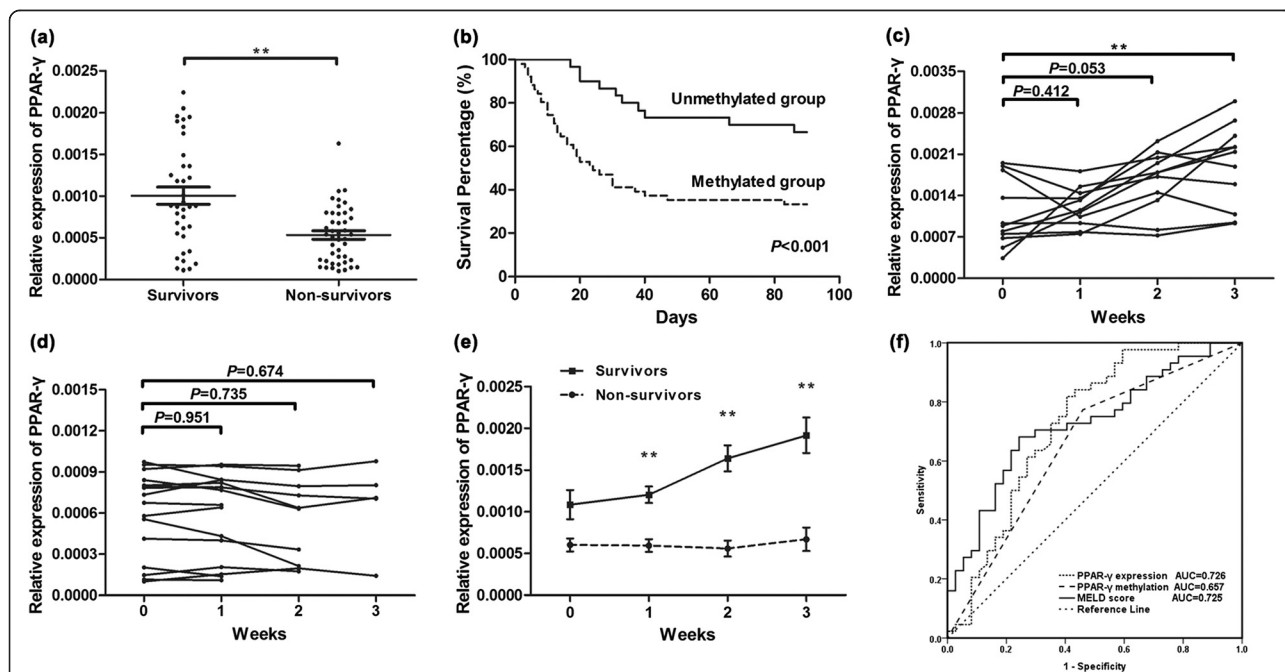 (a)
**
Relative expression of PPAR-γ
0.0025
0.0020
0.0015
0.0010
0.0005
0.0000
Survivors
Non-survivors
(b)
Survival Percentage (%)
100
80
60
40
20
0
Unmethylated group
Methylated group
P<0.001
0 20 40 60 80 100
Days
(c)
**
P=0.053
P=0.412
Relative expression of PPAR-γ
0.0035
0.0028
0.0021
0.0014
0.0007
0.0000
0 1 2 3
Weeks
(d)
P=0.674
P=0.735
P=0.951
Relative expression of PPAR-γ
0.0015
0.0012
0.0009
0.0006
0.0003
0.0000
0 1 2 3
Weeks
(e)
Survivors
Non-survivors
** ** **
Relative expression of PPAR-γ
0.0025
0.0020
0.0015
0.0010
0.0005
0.0000
0 1 2 3
Weeks
(f)
Sensitivity
1.0
0.8
0.6
0.4
0.2
0.0
PPAR-γ expression AUC=0.726
PPAR-γ methylation AUC=0.657
MELD score AUC=0.725
Reference Line
0.0 0.2 0.4 0.6 0.8 1.0
1 - Specificity